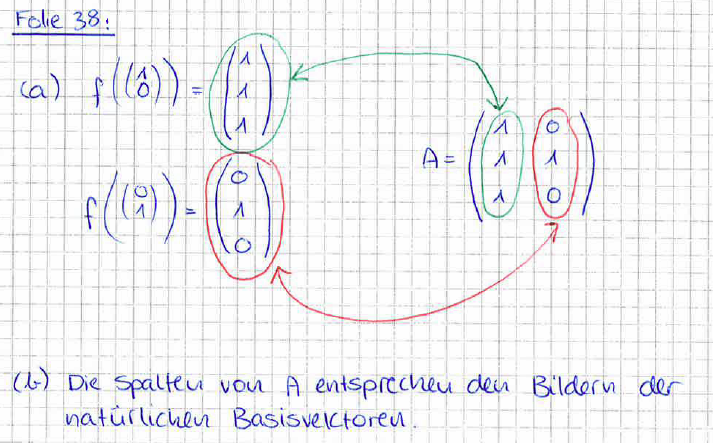 Folie 38:
(a) f((1 0)) = (1 1 1)
f((0 1)) = (0 1 0)
A = (1 0
1 1
1 0)
(b) Die Spalten von A entsprechen den Bildern der
natürlichen Basisvektoren.